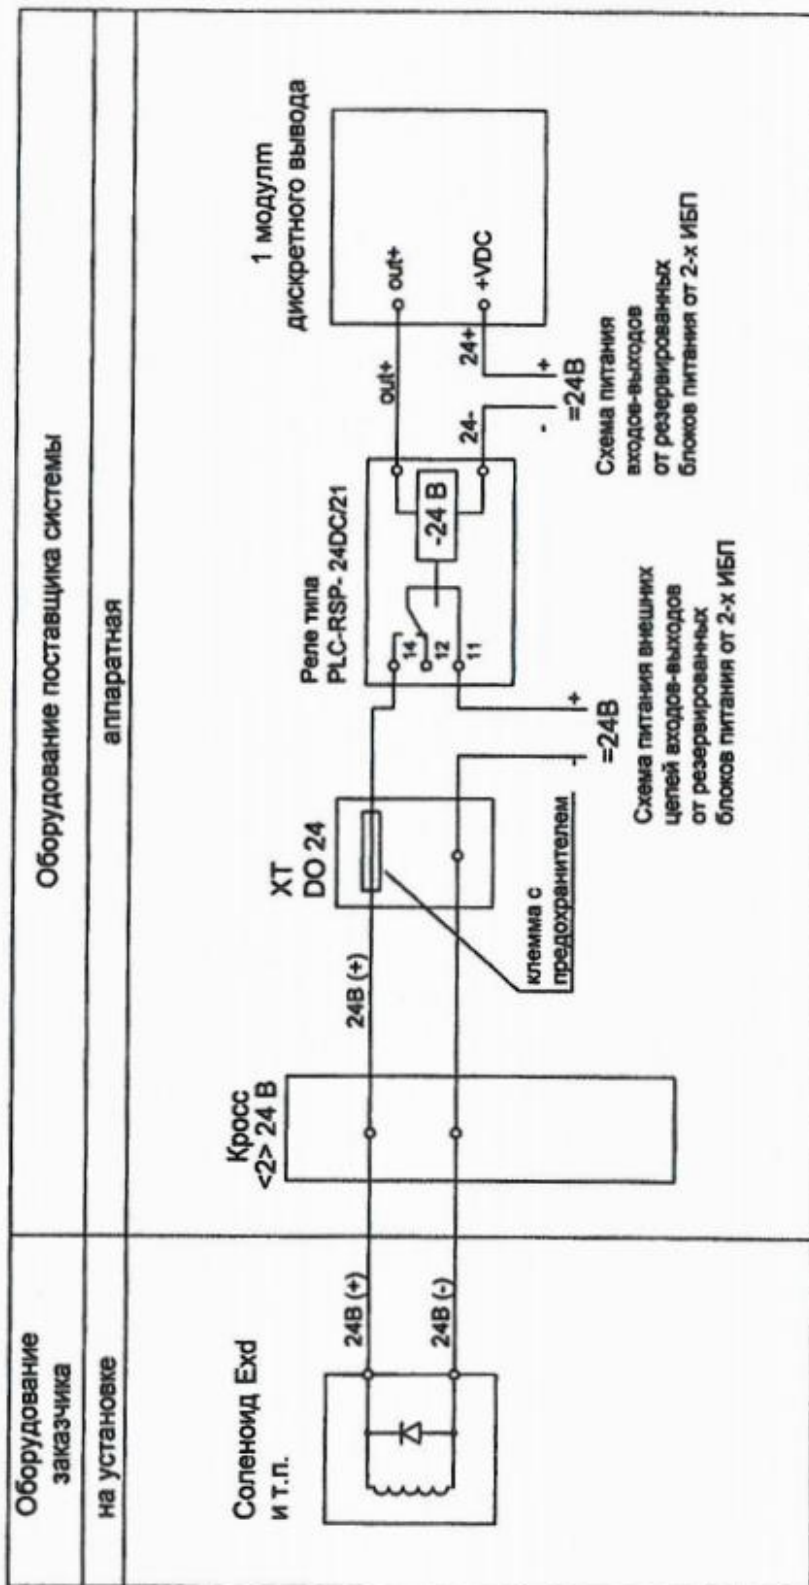 Оборудование
заказчика
Оборудование поставщика системы
на установке
аппаратная
Соленоид Exd
и т.п.
24В (+)
24В (-)
Кросс
<2> 24 В
24В (+)
XT
DO 24
клемма с
предохранителем
Реле типа
PLC-RSP- 24DC/21
14
12
11
-24 В
+
-
=24В
Схема питания внешних
цепей входов-выходов
от резервированных
блоков питания от 2-х ИБП
out+
24-
24+
-
+
=24В
Схема питания
входов-выходов
от резервированных
блоков питания от 2-х ИБП
1 модулm
дискретного вывода
out+
+VDC